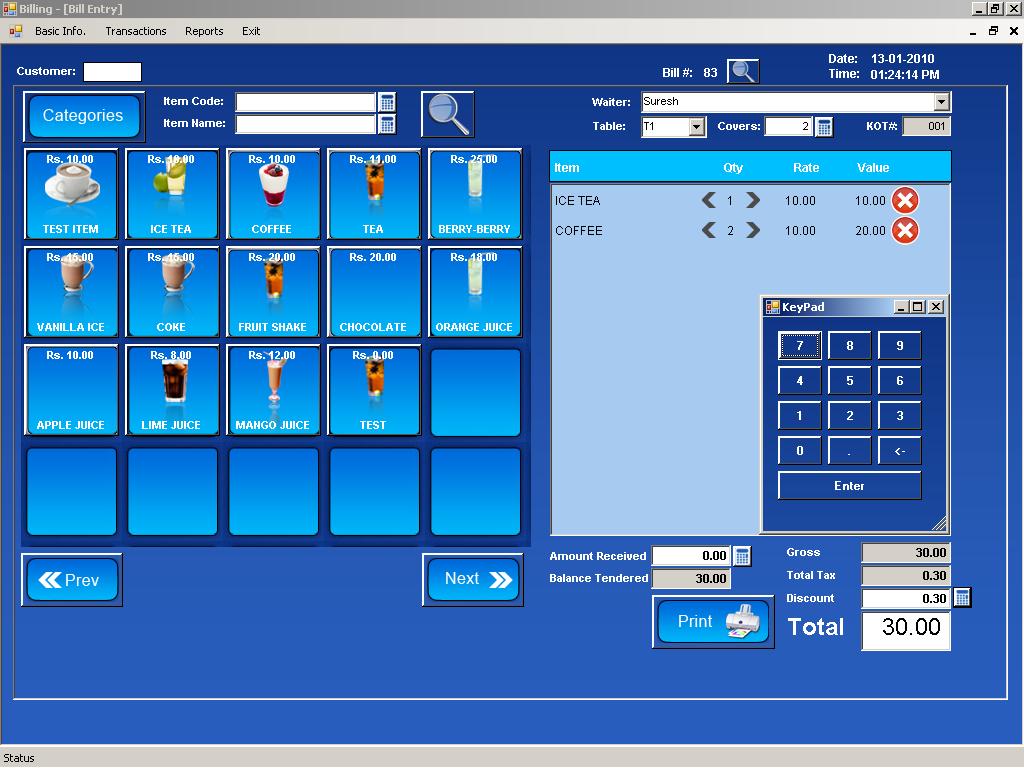 Billing - [Bill Entry]
Basic Info. Transactions Reports Exit
Customer:
Bill #: 83
Date: 13-01-2010
Time: 01:24:14 PM
Categories
Item Code:
Item Name:
Waiter: Suresh
Table: T1 Covers: 2 KOT# 001
Rs. 10.00 Rs. 10.00 Rs. 10.00 Rs. 11.00 Rs. 25.00
TEST ITEM ICE TEA COFFEE TEA BERRY-BERRY
Rs. 15.00 Rs. 15.00 Rs. 20.00 Rs. 20.00 Rs. 18.00
VANILLA ICE COKE FRUIT SHAKE CHOCOLATE ORANGE JUICE
Rs. 10.00 Rs. 8.00 Rs. 12.00 Rs. 0.00
APPLE JUICE LIME JUICE MANGO JUICE TEST
Prev Next
Item Qty Rate Value
ICE TEA 1 10.00 10.00
COFFEE 2 10.00 20.00
KeyPad
7 8 9
4 5 6
1 2 3
0 . <-
Enter
Amount Received 0.00
Balance Tendered 30.00
Print
Gross 30.00
Total Tax 0.30
Discount 0.30
Total 30.00
Status